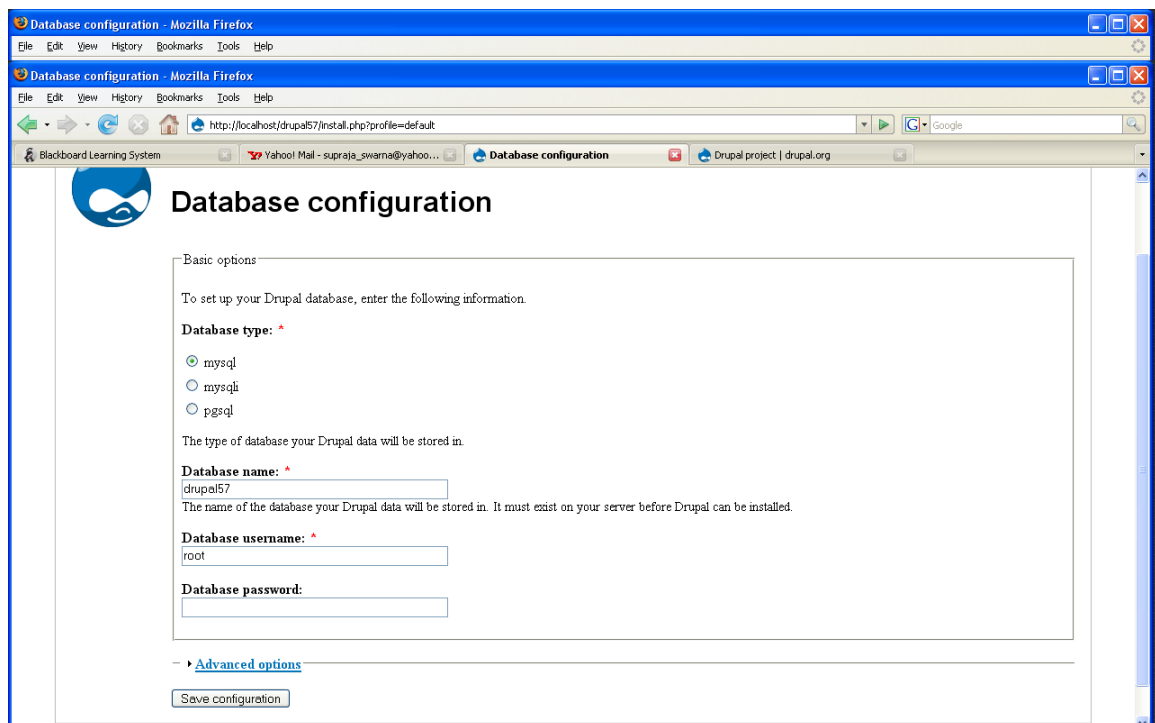 Database configuration - Mozilla Firefox
File Edit View History Bookmarks Tools Help
Database configuration - Mozilla Firefox
File Edit View History Bookmarks Tools Help
http://localhost/drupal57/install.php?profile=default
G Google
Blackboard Learning System
Yahoo! Mail - supraja_swarna@yahoo...
Database configuration
Drupal project | drupal.org
Database configuration
Basic options
To set up your Drupal database, enter the following information.
Database type: *
mysql
mysqli
pgsql
The type of database your Drupal data will be stored in.
Database name: *
drupal57
The name of the database your Drupal data will be stored in. It must exist on your server before Drupal can be installed.
Database username: *
root
Database password:
Advanced options
Save configuration